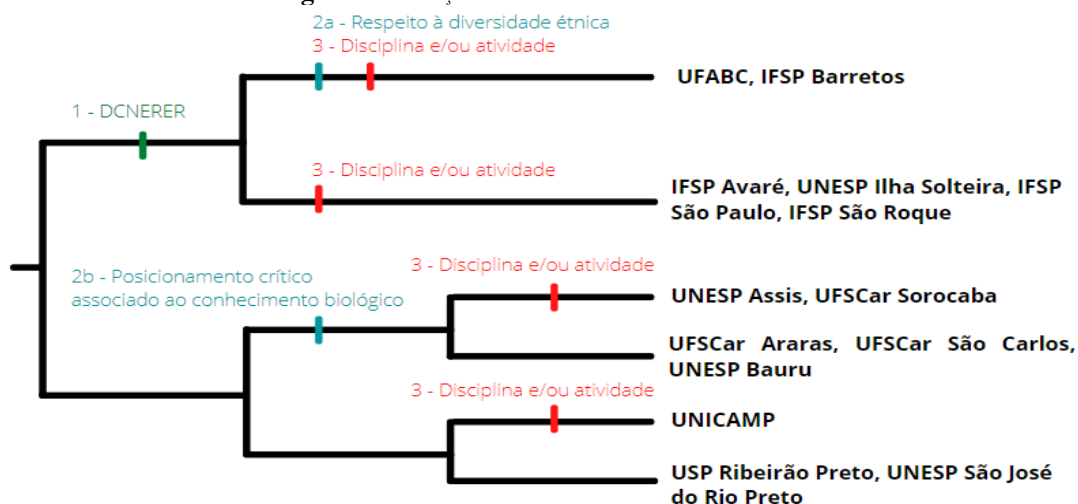 2a - Respeito à diversidade étnica
3 - Disciplina e/ou atividade
UFABC, IFSP Barretos
1 - DCNERER
3 - Disciplina e/ou atividade
IFSP Avaré, UNESP Ilha Solteira, IFSP
São Paulo, IFSP São Roque
2b - Posicionamento crítico
associado ao conhecimento biológico
3 - Disciplina e/ou atividade
UNESP Assis, UFSCar Sorocaba
UFSCar Araras, UFSCar São Carlos,
UNESP Bauru
3 - Disciplina e/ou atividade
UNICAMP
USP Ribeirão Preto, UNESP São José
do Rio Preto